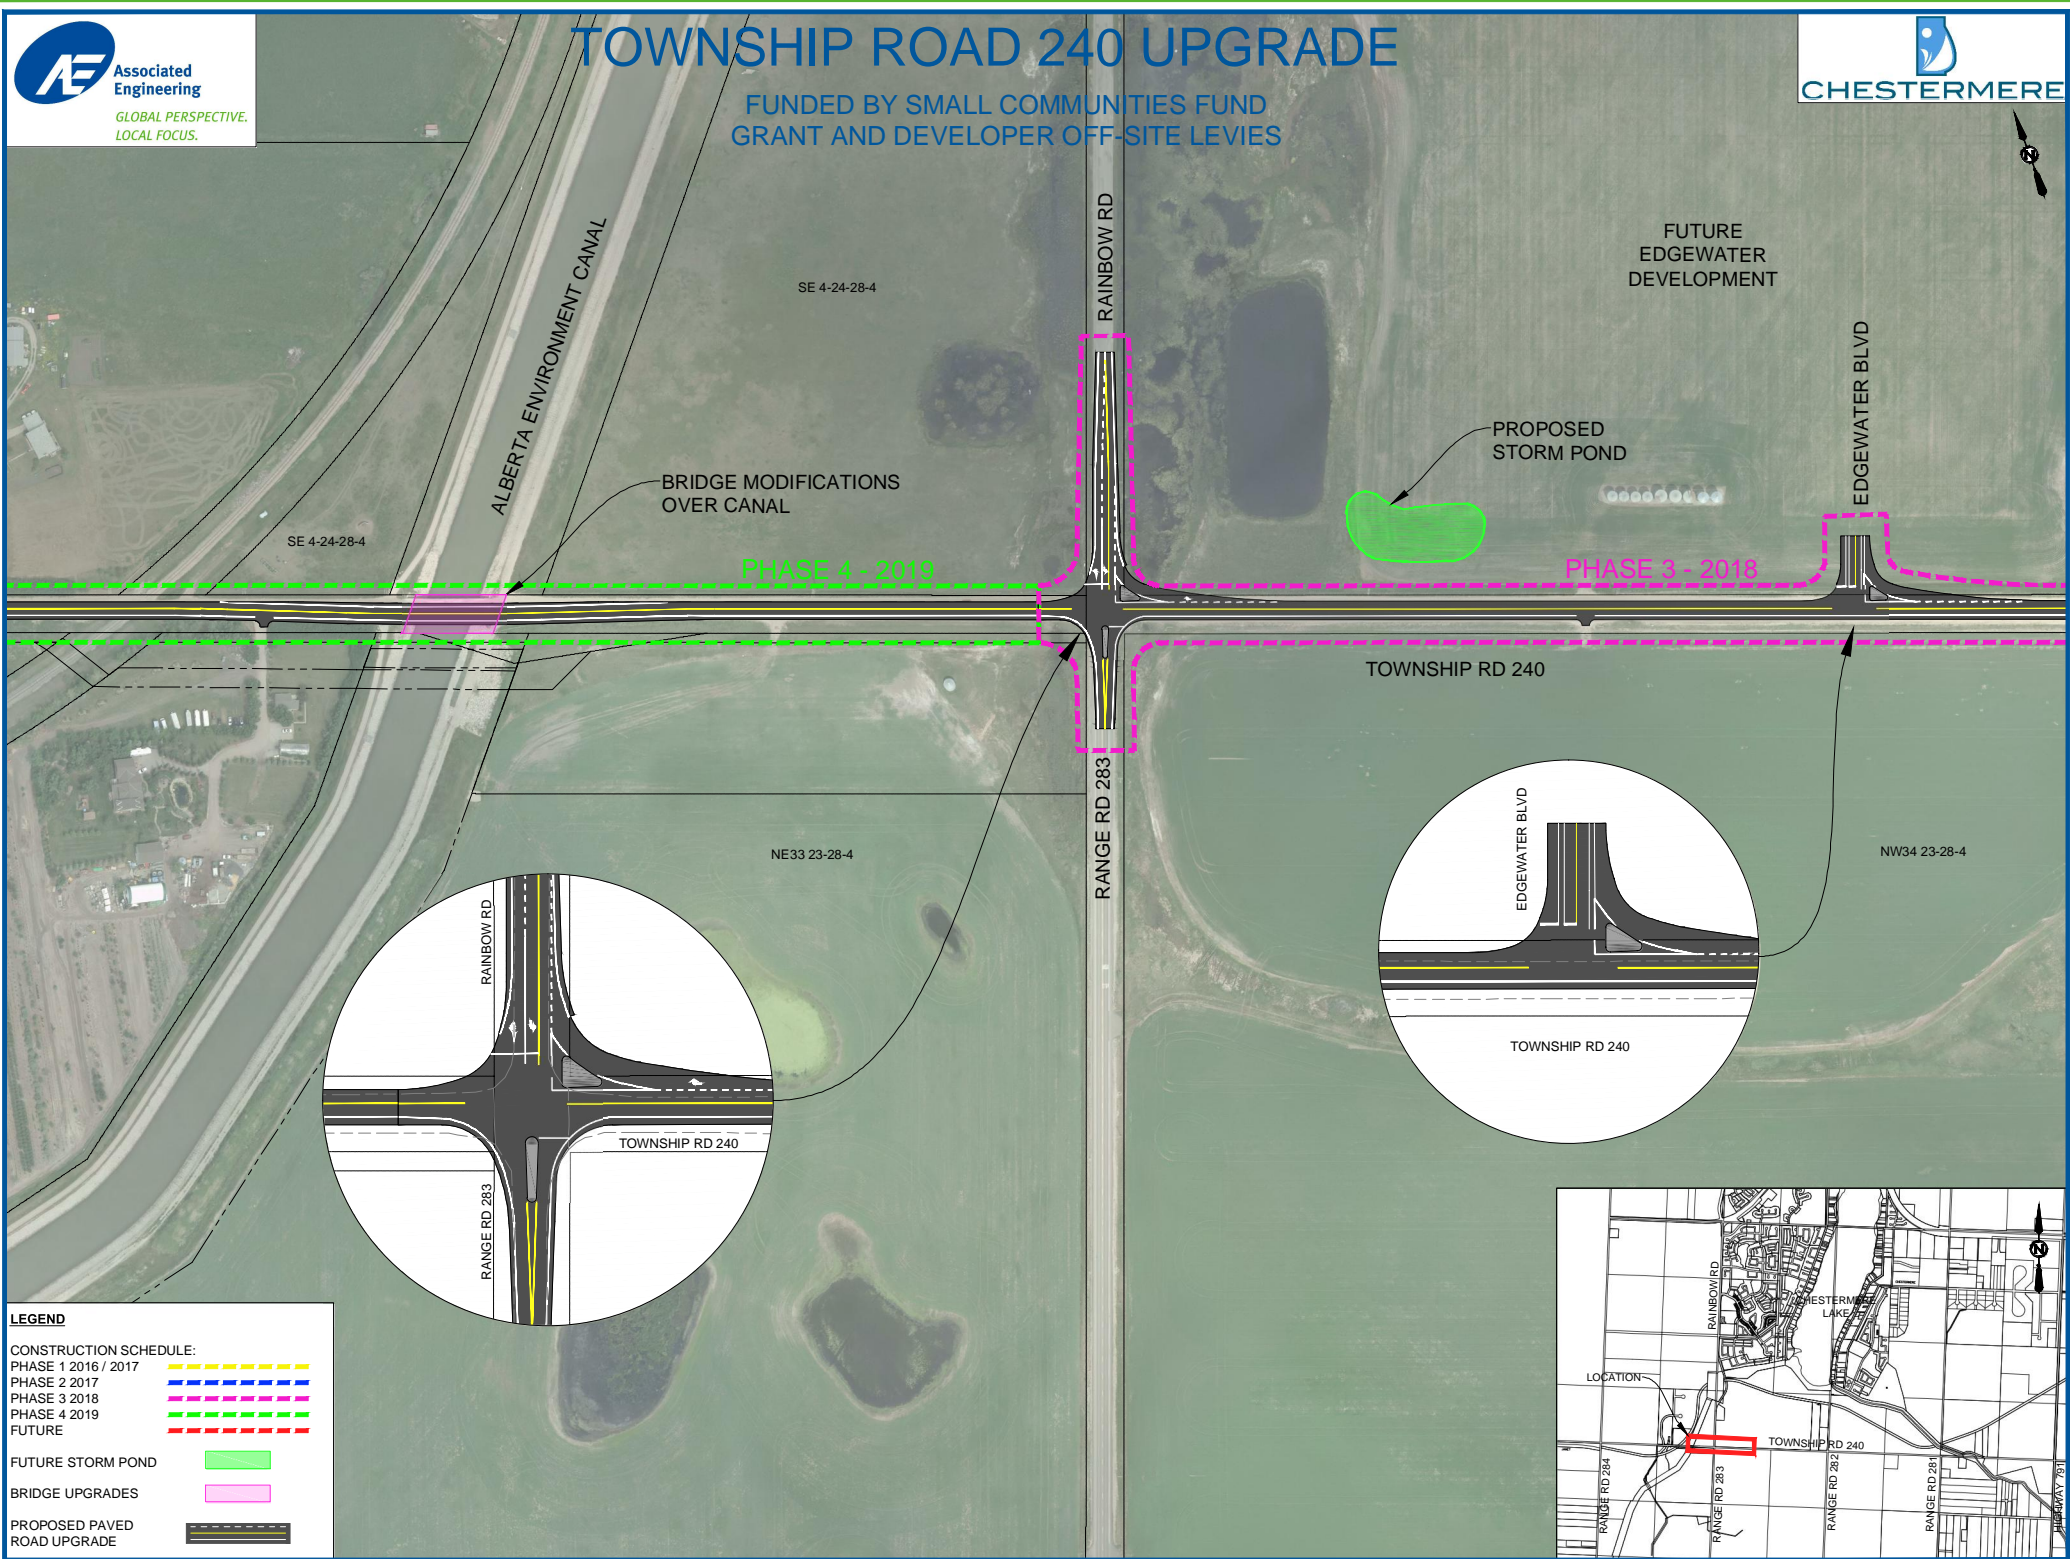 TOWNSHIP ROAD 240 UPGRADE
FUNDED BY SMALL COMMUNITIES FUND
GRANT AND DEVELOPER OFF-SITE LEVIES
AE
Associated
Engineering
GLOBAL PERSPECTIVE.
LOCAL FOCUS.
CHESTERMERE
N
RAINBOW RD
ALBERTA ENVIRONMENT CANAL
SE 4-24-28-4
FUTURE
EDGEWATER
DEVELOPMENT
EDGEWATER BLVD
PROPOSED
STORM POND
BRIDGE MODIFICATIONS
OVER CANAL
SE 4-24-28-4
PHASE 4 - 2019
PHASE 3 - 2018
TOWNSHIP RD 240
RANGE RD 283
NE33 23-28-4
NW34 23-28-4
EDGEWATER BLVD
TOWNSHIP RD 240
RAINBOW RD
TOWNSHIP RD 240
RANGE RD 283
LEGEND
CONSTRUCTION SCHEDULE:
PHASE 1 2016 / 2017
PHASE 2 2017
PHASE 3 2018
PHASE 4 2019
FUTURE
FUTURE STORM POND
BRIDGE UPGRADES
PROPOSED PAVED
ROAD UPGRADE
N
RAINBOW RD
CHESTERMERE
CHESTERMERE
LAKE
LOCATION
TOWNSHIP RD 240
RANGE RD 284
RANGE RD 283
RANGE RD 282
RANGE RD 281
HIGHWAY 791